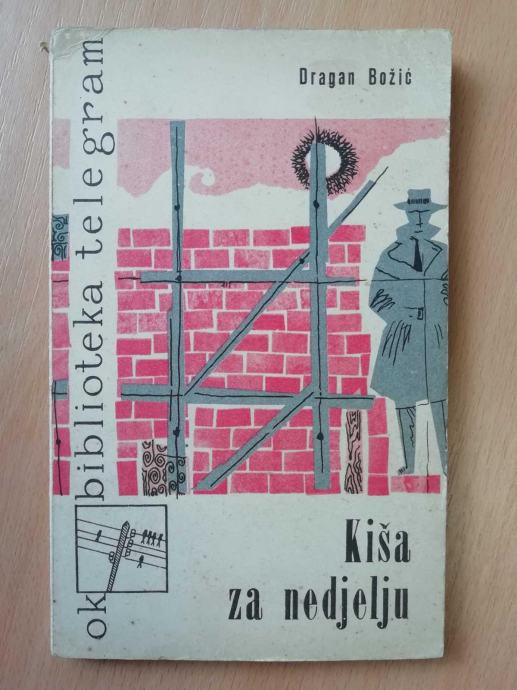 Dragan Božić
ok biblioteka telegram
Kiša
za nedjelju